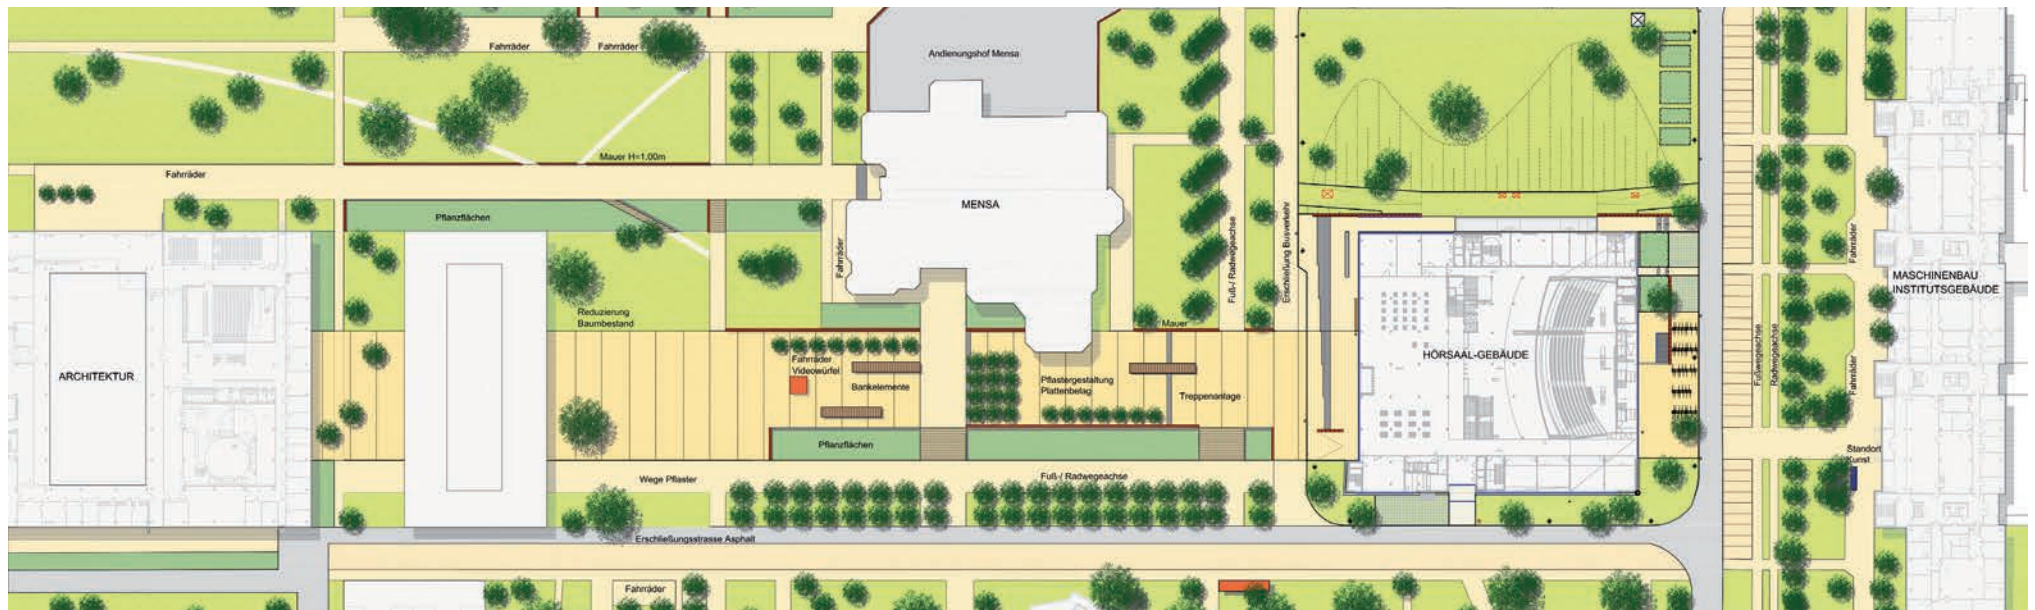 Fahrräder
Fahrräder
Andienungshof Mensa
Mauer H=1.00m
Fahrräder
MENSA
Pflanzflächen
Fahrräder
Fuß-/ Radwegeachse
Erschließung Busverkehr
Fahrräder
MASCHINENBAU
INSTITUTSGEBÄUDE
Reduzierung
Baumbestand
Mauer
Fußwegeachse
Radwegeachse
ARCHITEKTUR
Fahrräder
Videowürfel
Bankelemente
Pflastergestaltung
Plattenbelag
Treppenanlage
HÖRSAAL-GEBÄUDE
Fahrräder
Pflanzflächen
Standort
Kunst
Wege Pflaster
Fuß-/ Radwegeachse
Erschließungsstrasse Asphalt
Fahrräder